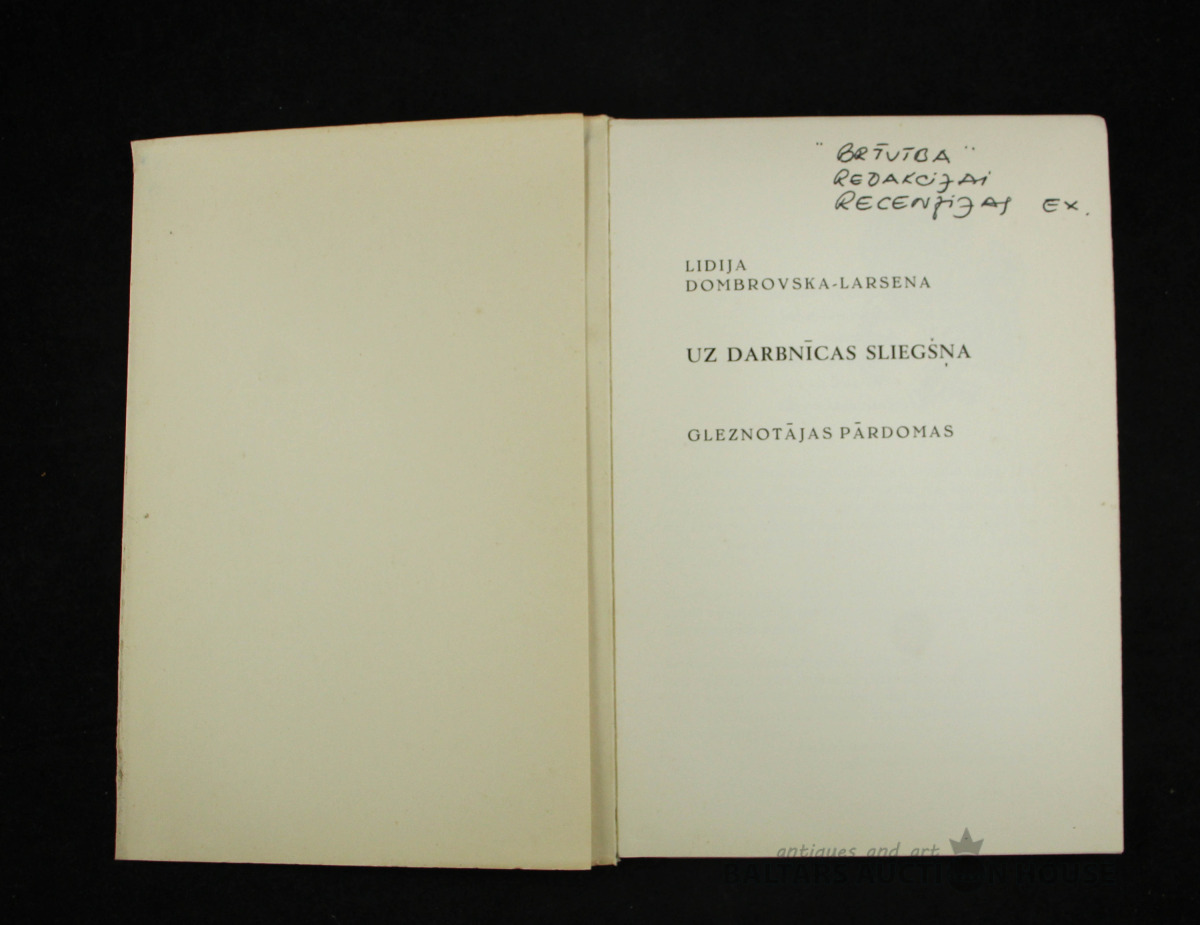 "BRĪVĪBA"
REDAKCIJAI
RECENZIJAS EX.
LIDIJA
DOMBROVSKA-LARSENA
UZ DARBNĪCAS SLIEGŠŅA
GLEZNOTĀJAS PĀRDOMAS
antiques and art
BALTARS AUCTION HOUSE